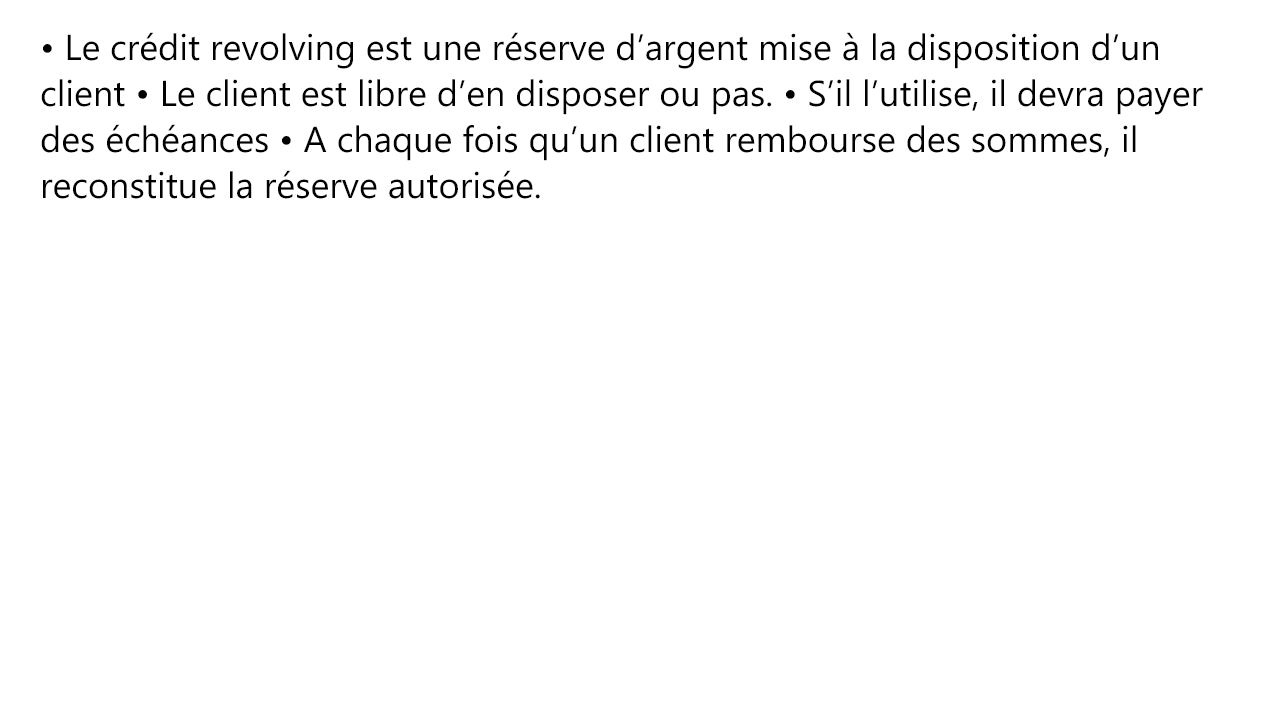 • Le crédit revolving est une réserve d’argent mise à la disposition d’un
client • Le client est libre d’en disposer ou pas. • S’il l’utilise, il devra payer
des échéances • A chaque fois qu’un client rembourse des sommes, il
reconstitue la réserve autorisée.